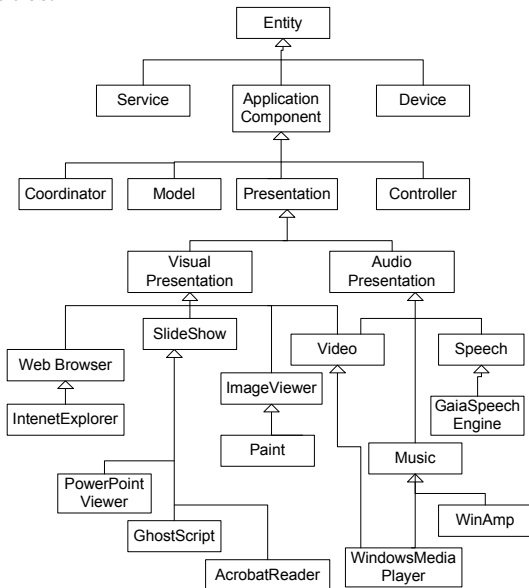 Entity
Service
Application
Component
Device
Coordinator
Model
Presentation
Controller
Visual
Presentation
Audio
Presentation
SlideShow
Web Browser
Video
Speech
ImageViewer
IntenetExplorer
GaiaSpeech
Engine
Paint
Music
PowerPoint
Viewer
WinAmp
GhostScript
AcrobatReader
WindowsMedia
Player